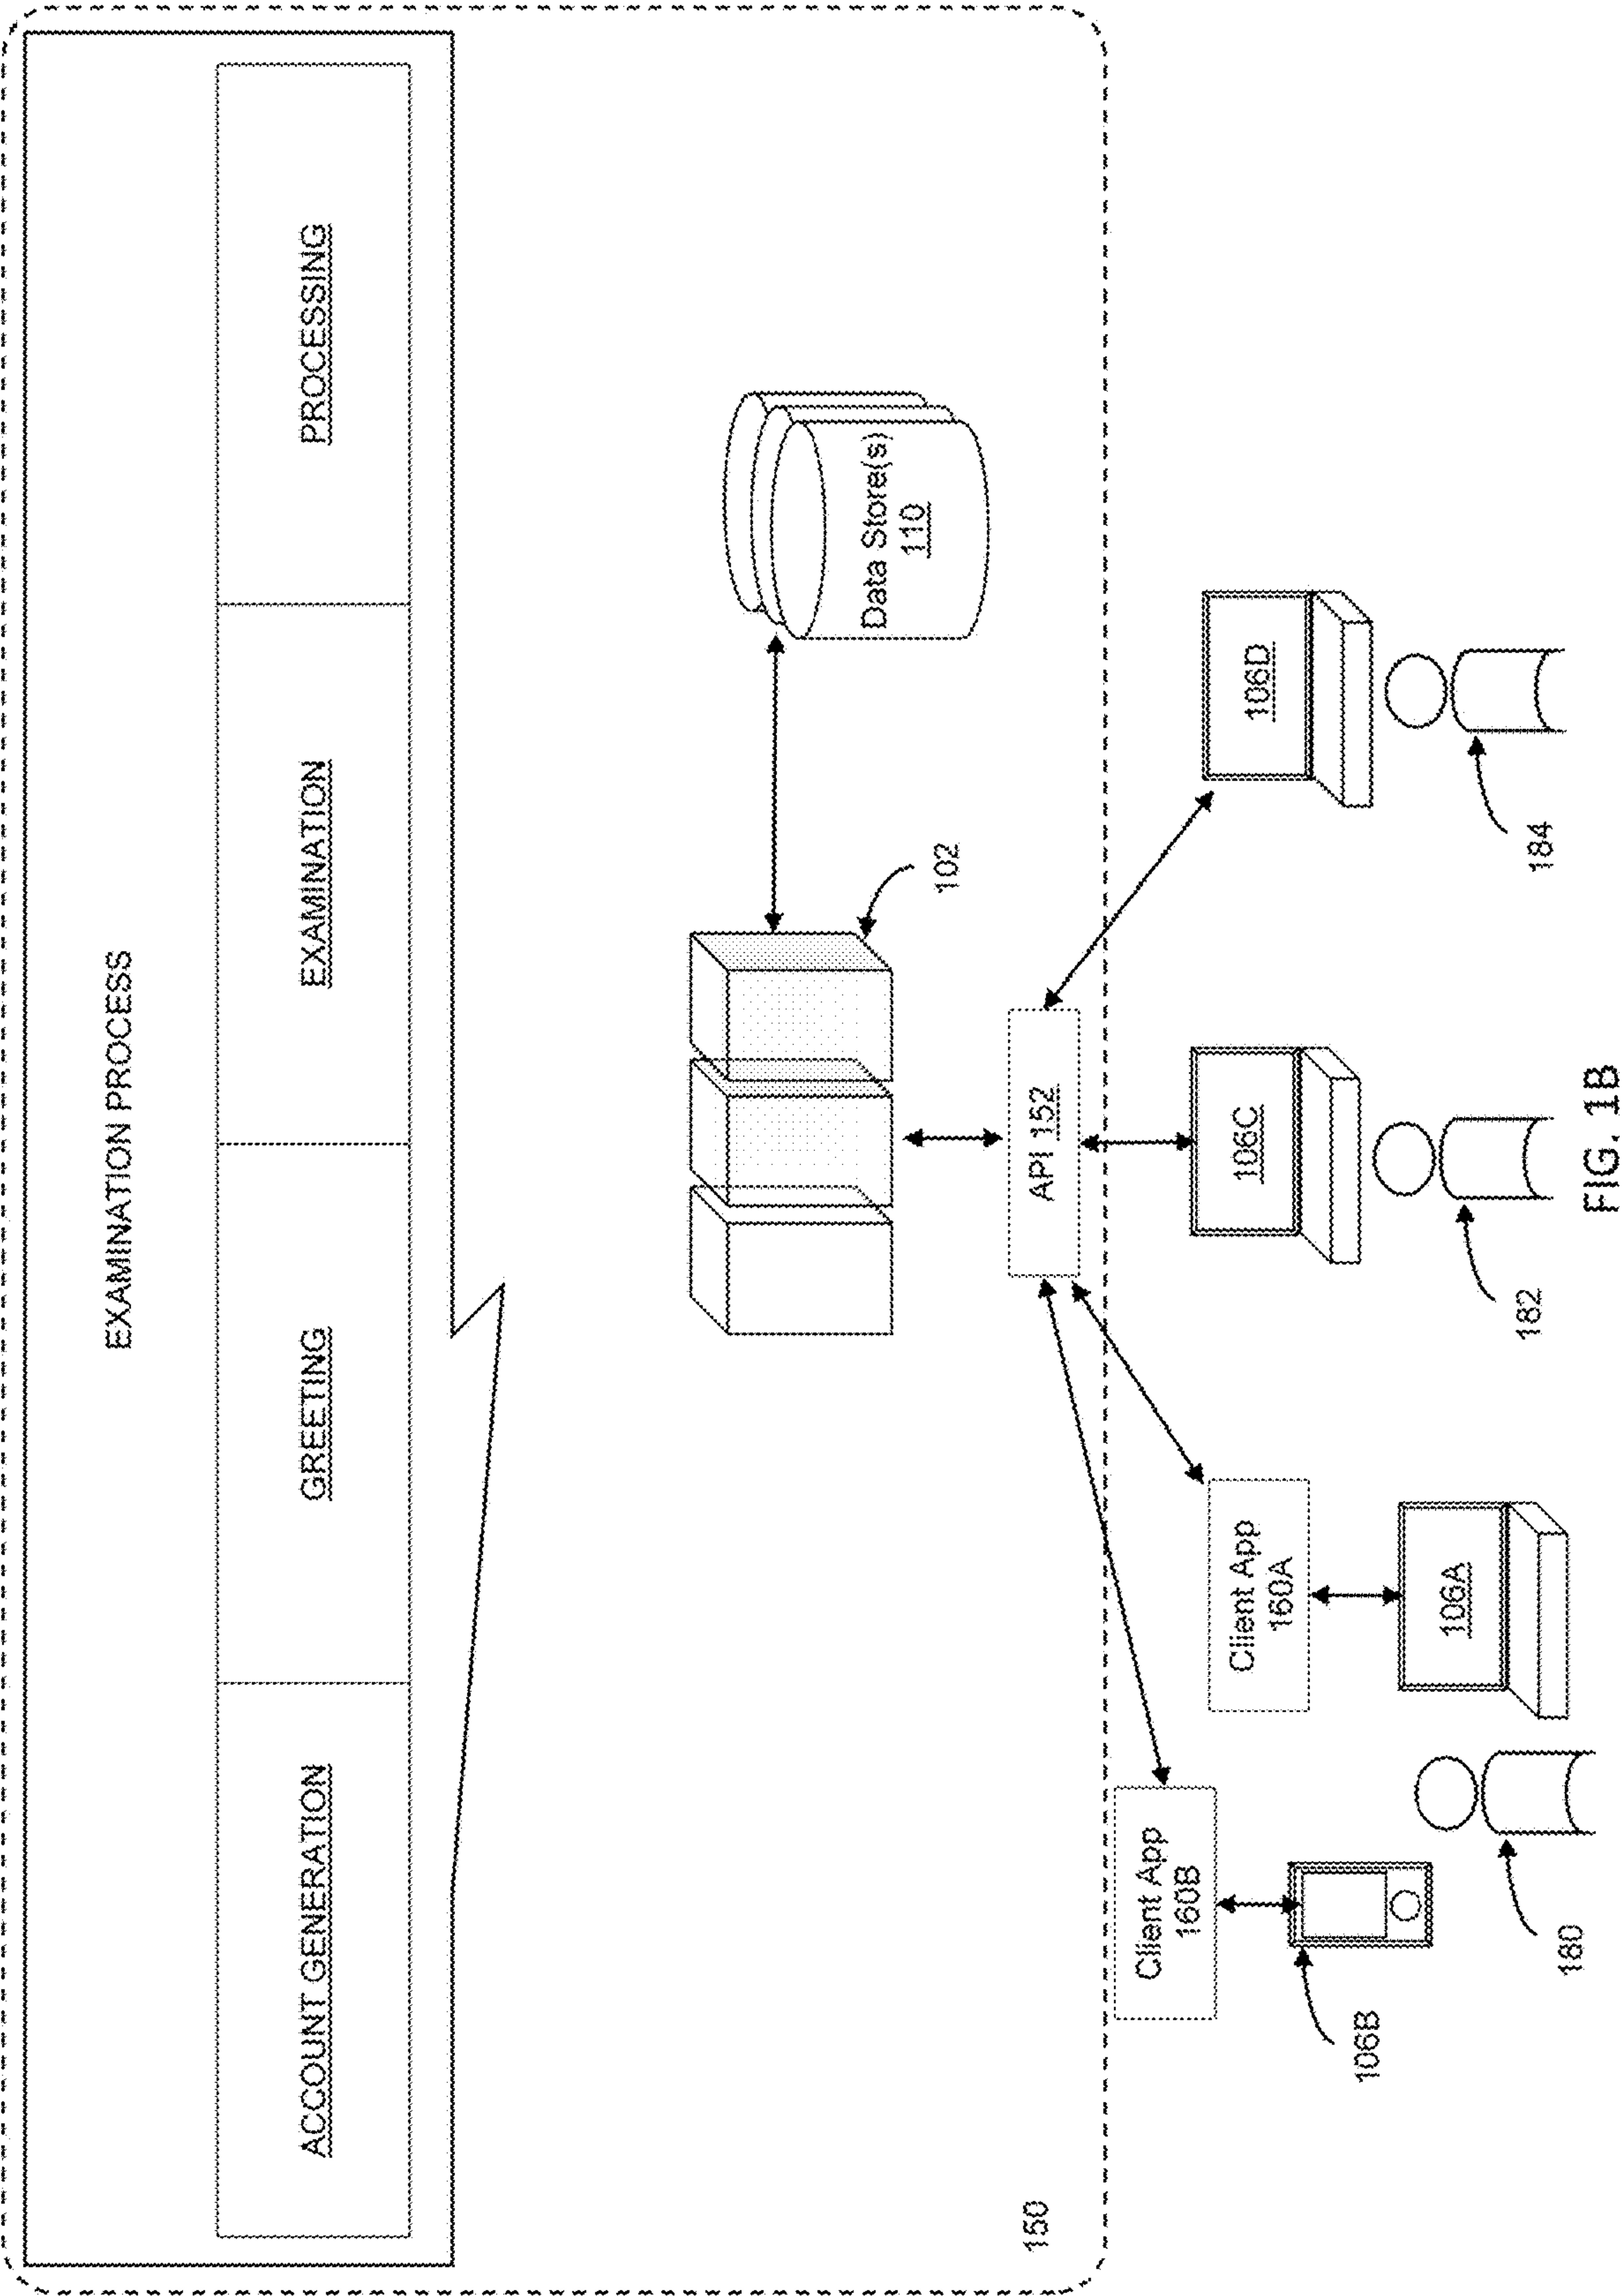 EXAMINATION PROCESS
ACCOUNT GENERATION
GREETING
EXAMINATION
PROCESSING
102
Data Store(s)
110
150
API 152
Client App
160B
Client App
160A
106B
106A
106C
106D
180
182
184
FIG. 1B